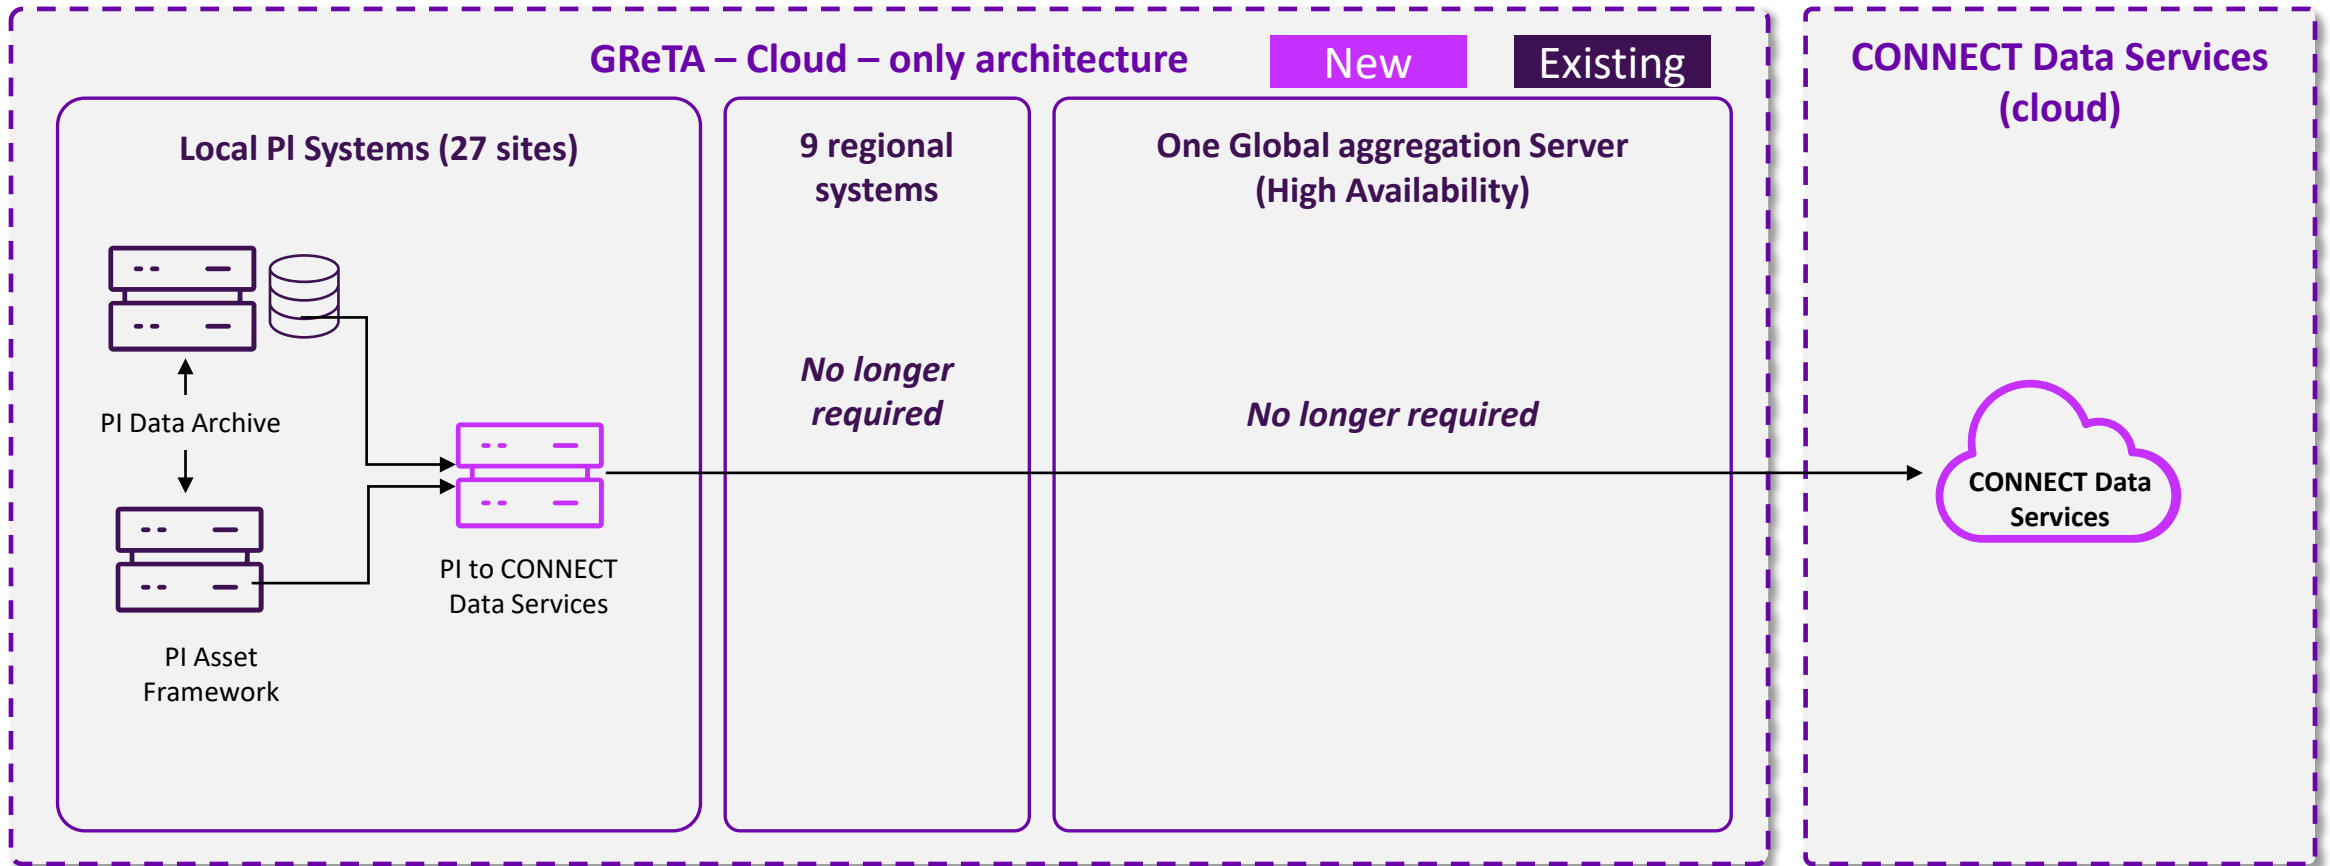 GReTA – Cloud – only architecture
New
Existing
CONNECT Data Services
(cloud)
Local PI Systems (27 sites)
9 regional
systems
One Global aggregation Server
(High Availability)
PI Data Archive
No longer
required
No longer required
PI to CONNECT
Data Services
CONNECT Data
Services
PI Asset
Framework